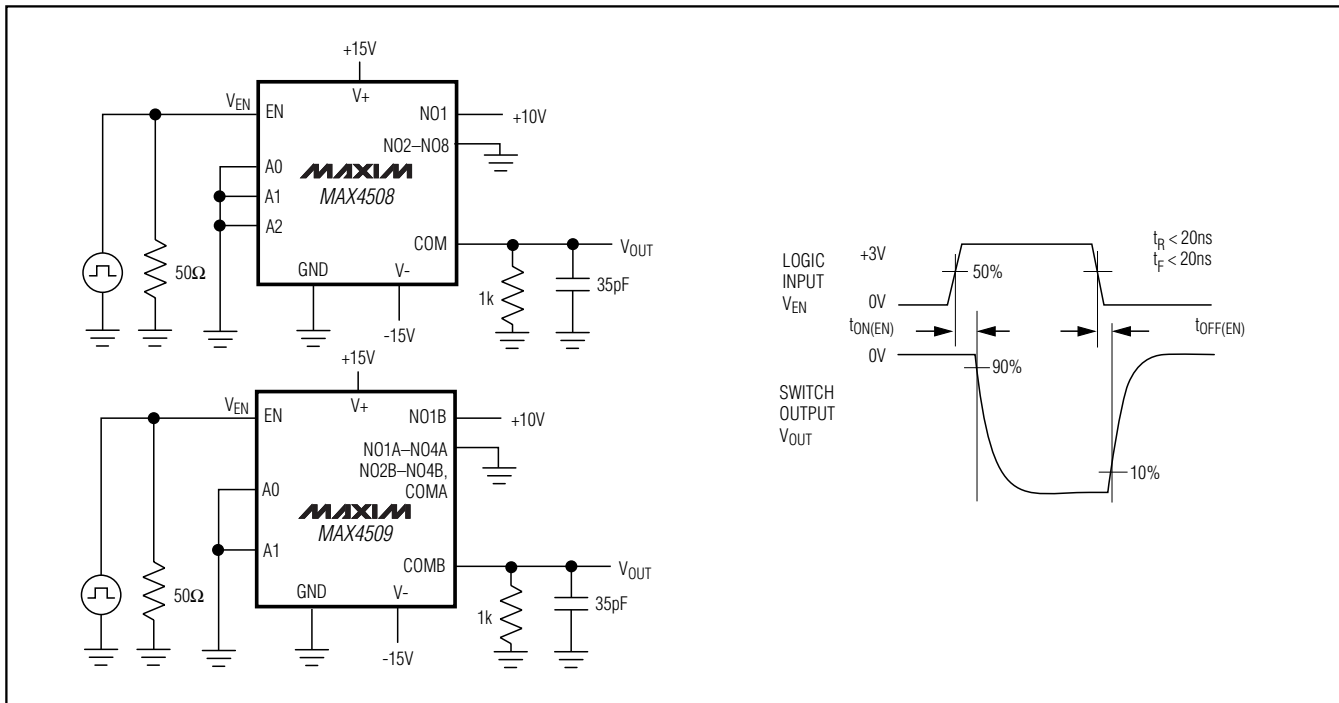 +15V
V+
VEN
EN
NO1
+10V
NO2–NO8
A0
MAXIM
MAX4508
A1
A2
COM
VOUT
50Ω
GND
V-
1k
35pF
-15V
+15V
V+
VEN
EN
NO1B
+10V
NO1A–NO4A
NO2B–NO4B,
COMA
A0
MAXIM
MAX4509
A1
COMB
VOUT
50Ω
GND
V-
1k
35pF
-15V
LOGIC
INPUT
VEN
+3V
50%
0V
tR < 20ns
tF < 20ns
tON(EN)
tOFF(EN)
0V
90%
SWITCH
OUTPUT
VOUT
10%